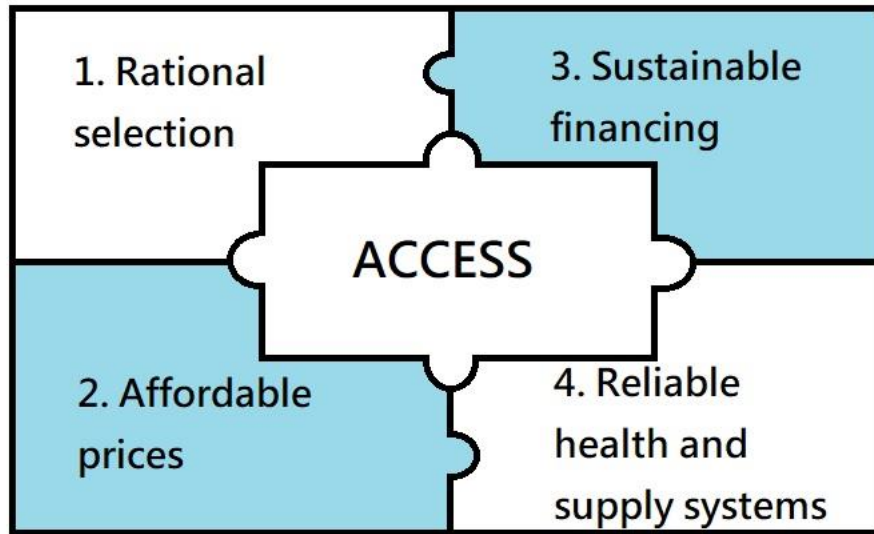 1. Rational
selection
3. Sustainable
financing
ACCESS
2. Affordable
prices
4. Reliable
health and
supply systems